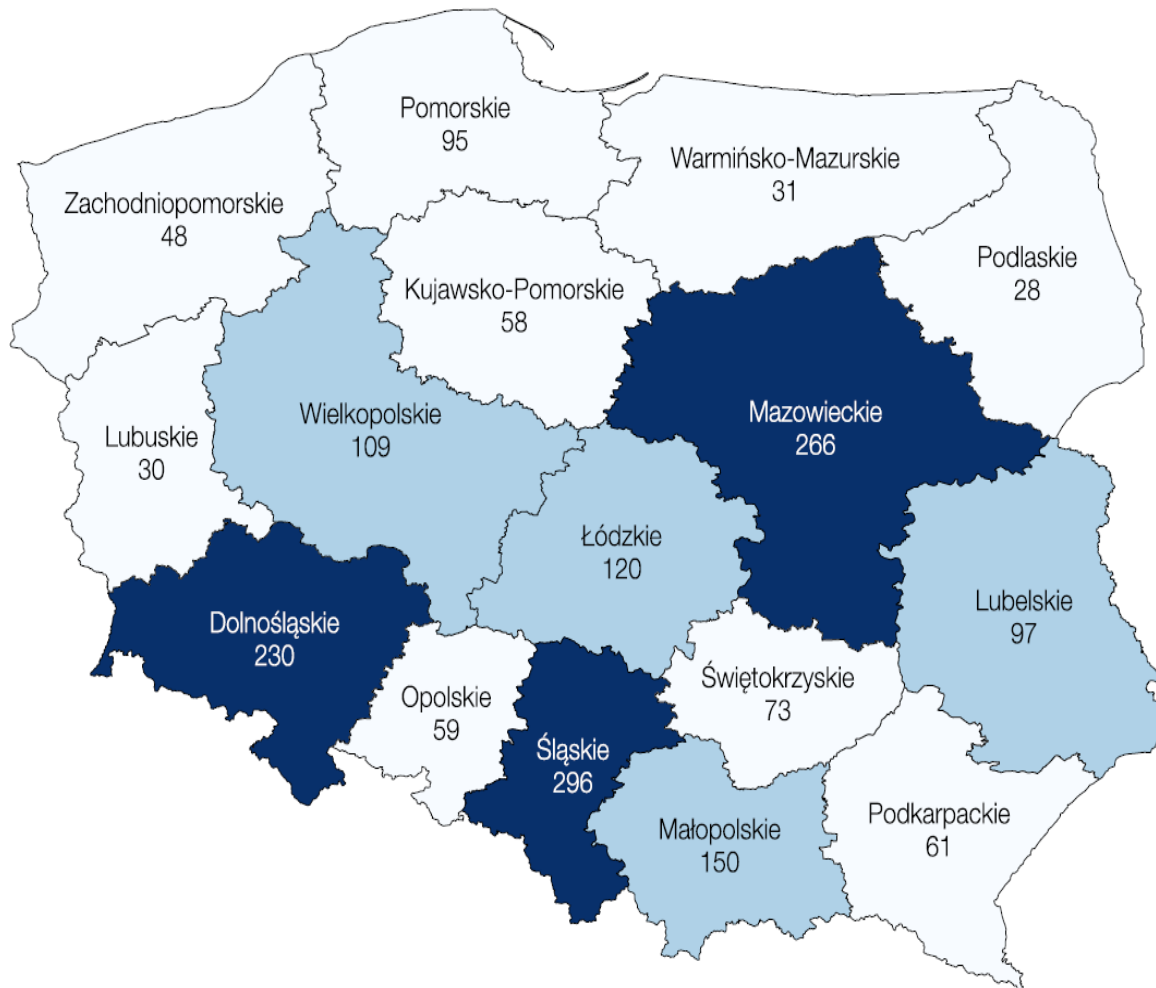 Pomorskie
95
Warmińsko-Mazurskie
31
Zachodniopomorskie
48
Podlaskie
28
Kujawsko-Pomorskie
58
Wielkopolskie
109
Mazowieckie
266
Lubuskie
30
Łódzkie
120
Lubelskie
97
Dolnośląskie
230
Świętokrzyskie
73
Opolskie
59
Śląskie
296
Małopolskie
150
Podkarpackie
61